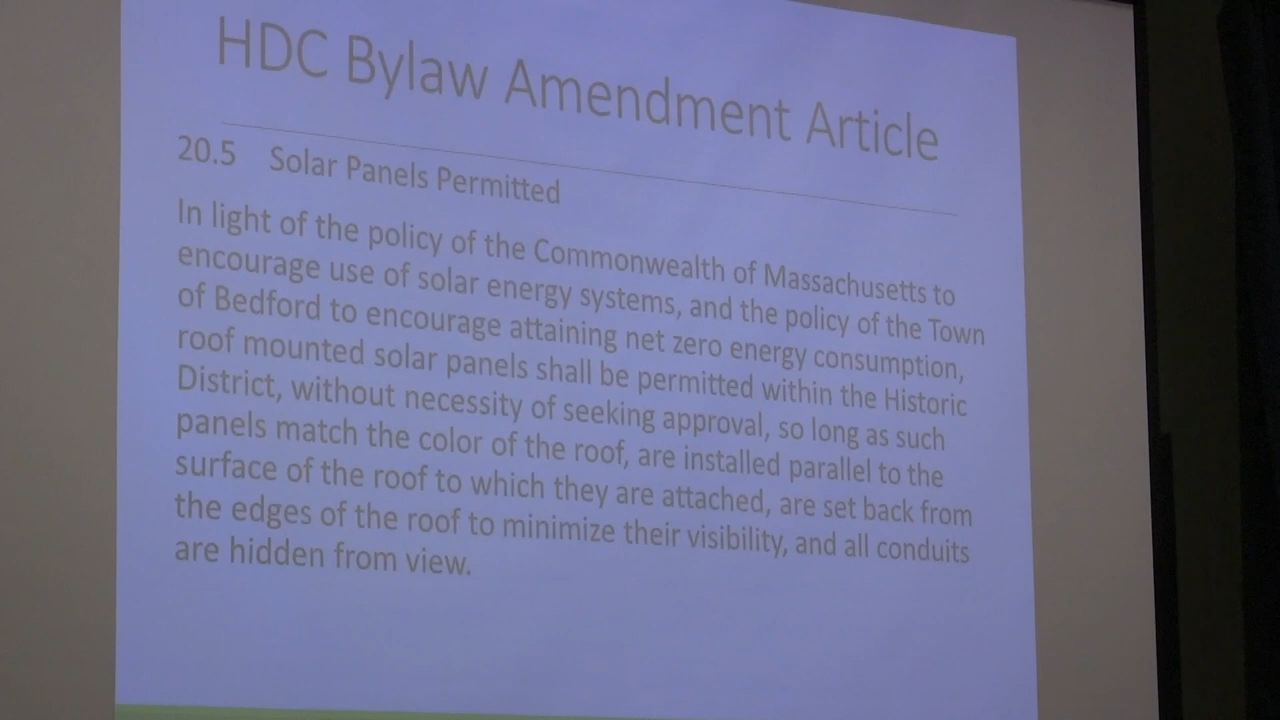 HDC Bylaw Amendment Article
20.5 Solar Panels Permitted
In light of the policy of the Commonwealth of Massachusetts to
encourage use of solar energy systems, and the policy of the Town
of Bedford to encourage attaining net zero energy consumption,
roof mounted solar panels shall be permitted within the Historic
District, without necessity of seeking approval, so long as such
panels match the color of the roof, are installed parallel to the
surface of the roof to which they are attached, are set back from
the edges of the roof to minimize their visibility, and all conduits
are hidden from view.